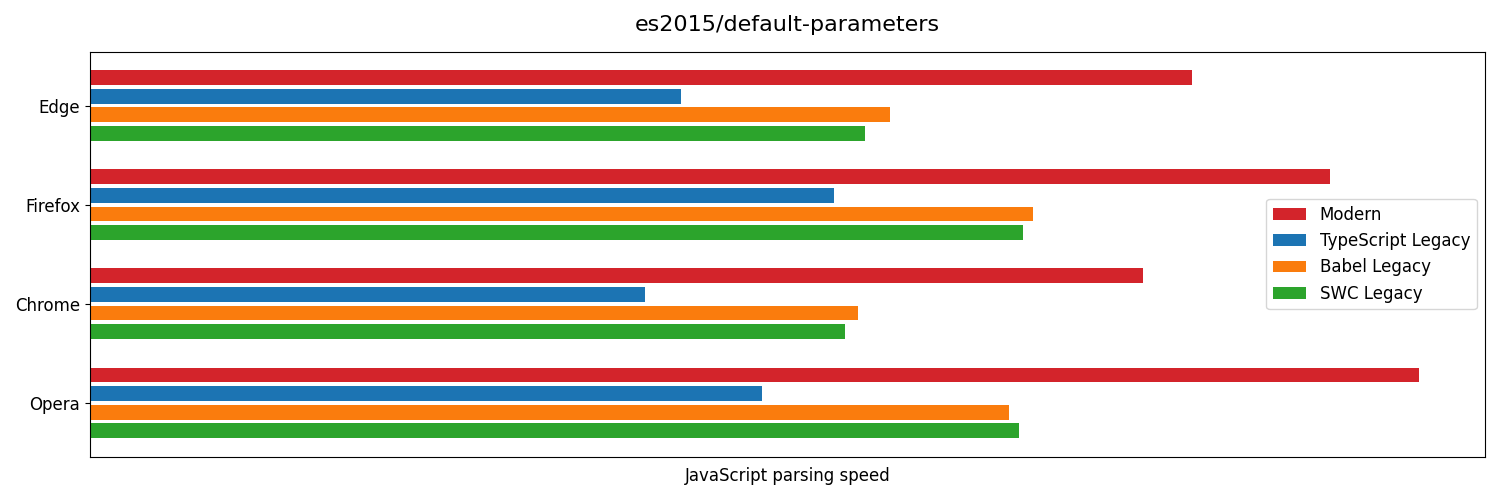 es2015/default-parameters
Edge
Firefox
Chrome
Opera
Modern
TypeScript Legacy
Babel Legacy
SWC Legacy
JavaScript parsing speed